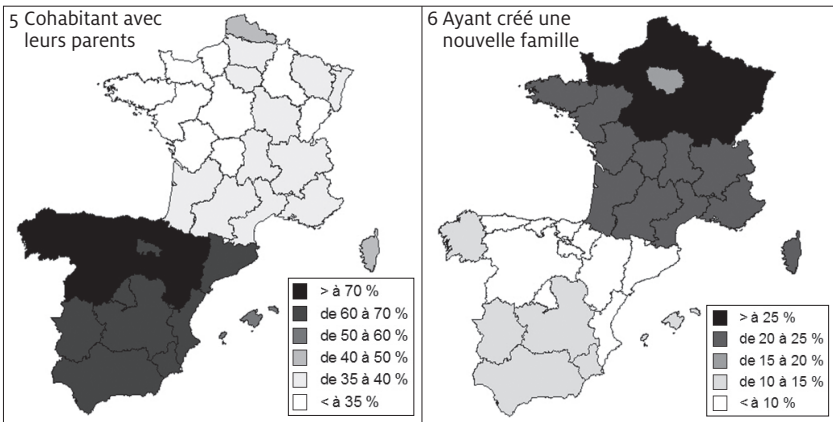 5 Cohabitant avec
leurs parents
> à 70 %
de 60 à 70 %
de 50 à 60 %
de 40 à 50 %
de 35 à 40 %
< à 35 %
6 Ayant créé une
nouvelle famille
> à 25 %
de 20 à 25 %
de 15 à 20 %
de 10 à 15 %
< à 10 %